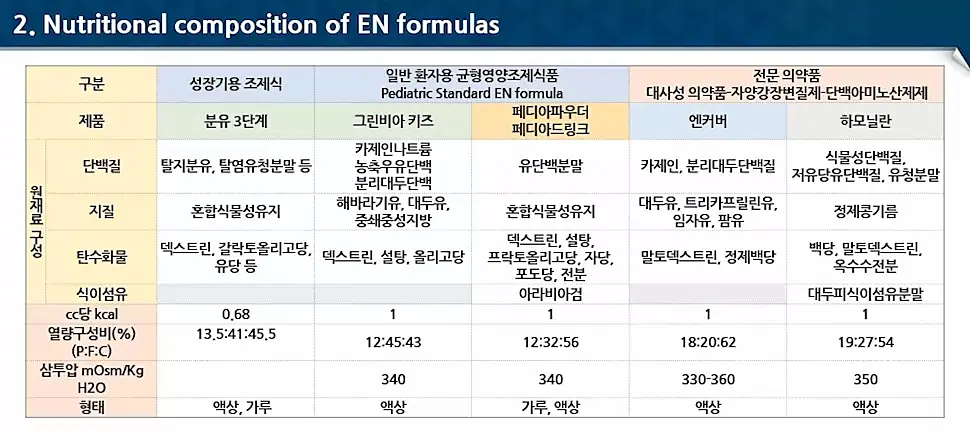 2. Nutritional composition of EN formulas
구분
성장기용 조제식
일반 환자용 균형영양조제식품
Pediatric Standard EN formula
전문 의약품
대사성 의약품-자양강장변질제-단백아미노산제제
제품
분유 3단계
그린비아 키즈
페디아파우더
페디아드링크
엔커버
하모닐란
원재료 구성
단백질
탈지분유, 탈염유청분말 등
카제인나트륨
농축우유단백
분리대두단백
유단백분말
카제인, 분리대두단백질
식물성단백질,
저유당유단백질, 유청분말
지질
혼합식물성유지
해바라기유, 대두유,
중쇄중성지방
혼합식물성유지
대두유, 트리카프릴린유,
임자유, 팜유
정제콩기름
탄수화물
덱스트린, 갈락토올리고당,
유당 등
덱스트린, 설탕, 올리고당
덱스트린, 설탕,
프락토올리고당, 자당,
포도당, 전분
말토덱스트린, 정제백당
백당, 말토덱스트린,
옥수수전분
식이섬유
아라비아검
대두피식이섬유분말
cc당 kcal
0.68
1
1
1
1
열량구성비(%)
(P:F:C)
13.5:41:45.5
12:45:43
12:32:56
18:20:62
19:27:54
삼투압 mOsm/Kg
H2O
340
340
330-360
350
형태
액상, 가루
액상
가루, 액상
액상
액상